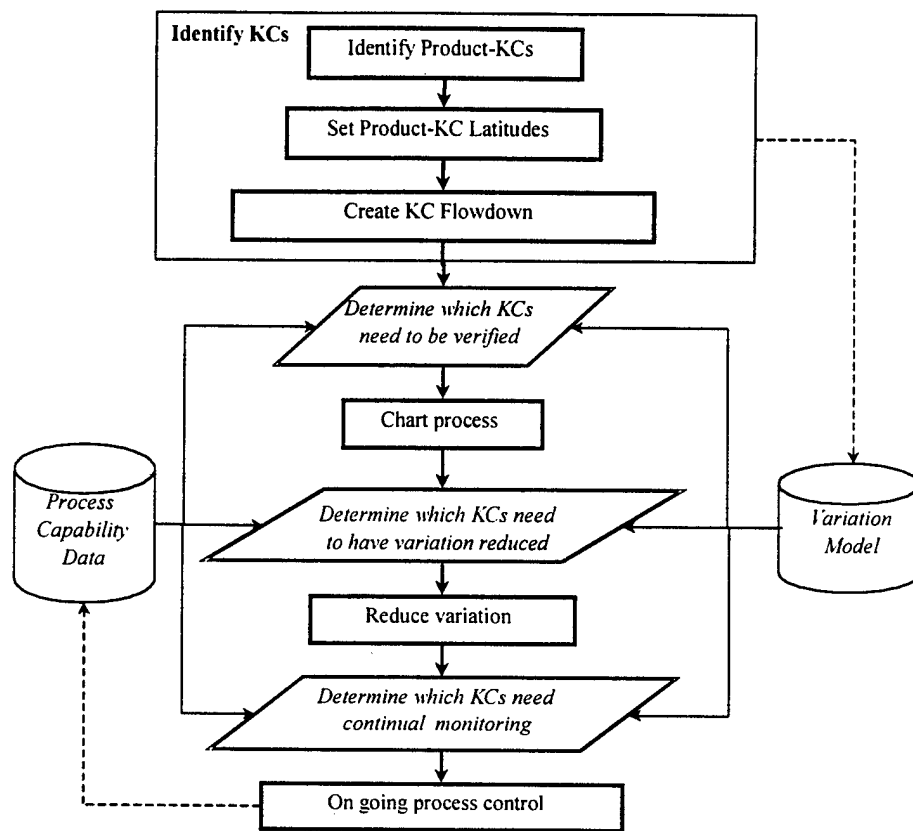 Identify KCs
Identify Product-KCs
Set Product-KC Latitudes
Create KC Flowdown
Determine which KCs
need to be verified
Chart process
Process
Capability
Data
Determine which KCs need
to have variation reduced
Variation
Model
Reduce variation
Determine which KCs need
continual monitoring
On going process control